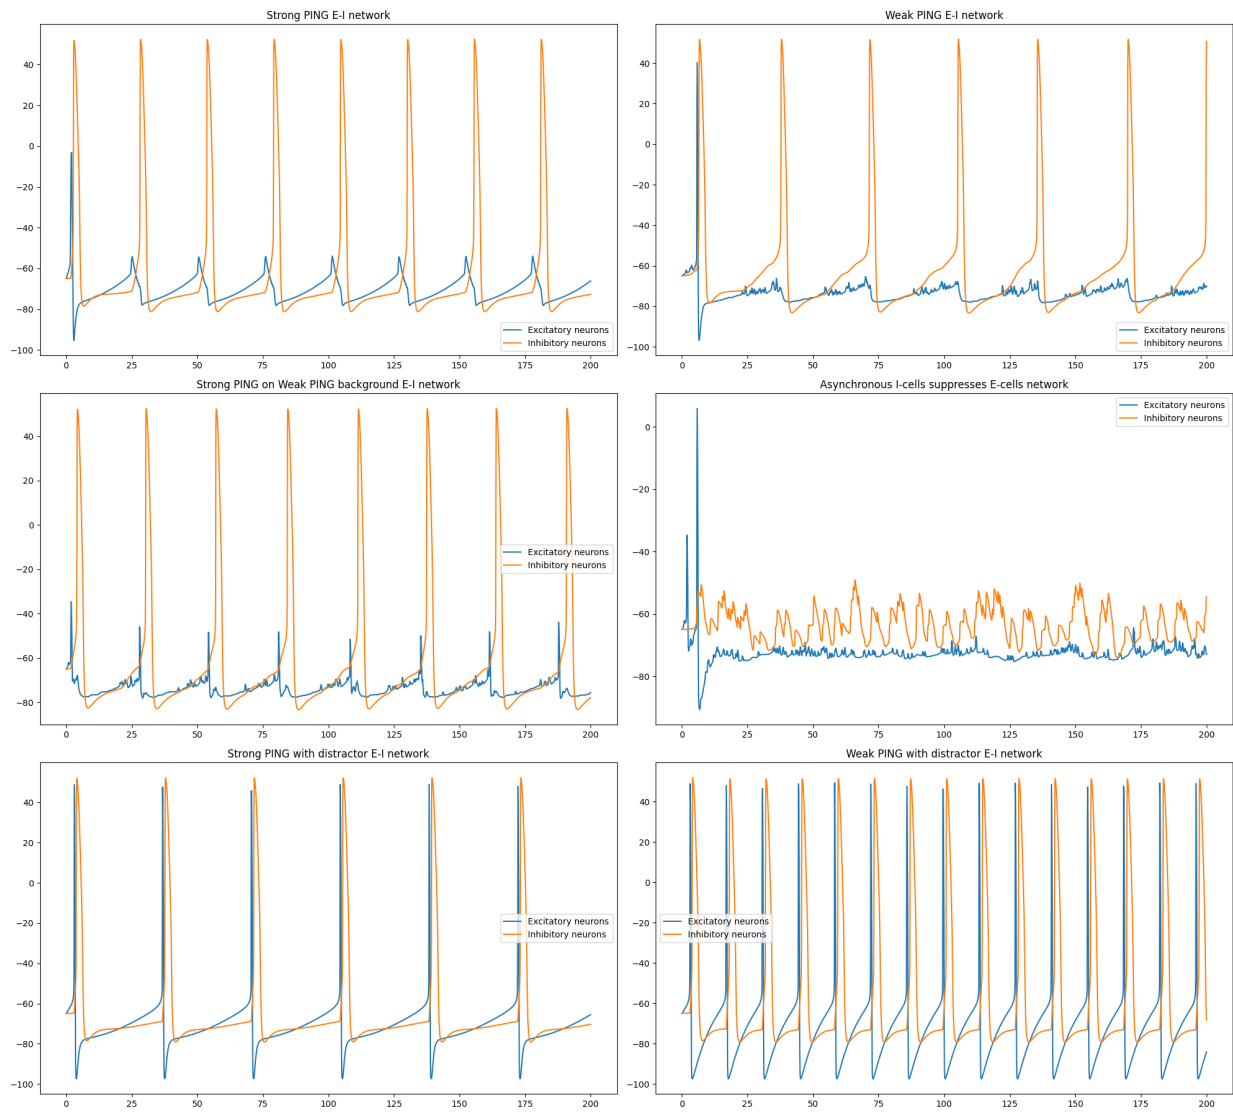 Strong PING E-I network
40
20
0
−20
−40
−60
−80
−100
0 25 50 75 100 125 150 175 200
Excitatory neurons
Inhibitory neurons
Weak PING E-I network
40
20
0
−20
−40
−60
−80
−100
0 25 50 75 100 125 150 175 200
Excitatory neurons
Inhibitory neurons
Strong PING on Weak PING background E-I network
40
20
0
−20
−40
−60
−80
0 25 50 75 100 125 150 175 200
Excitatory neurons
Inhibitory neurons
Asynchronous I-cells suppresses E-cells network
0
−20
−40
−60
−80
0 25 50 75 100 125 150 175 200
Excitatory neurons
Inhibitory neurons
Strong PING with distractor E-I network
40
20
0
−20
−40
−60
−80
−100
0 25 50 75 100 125 150 175 200
Excitatory neurons
Inhibitory neurons
Weak PING with distractor E-I network
40
20
0
−20
−40
−60
−80
−100
0 25 50 75 100 125 150 175 200
Excitatory neurons
Inhibitory neurons